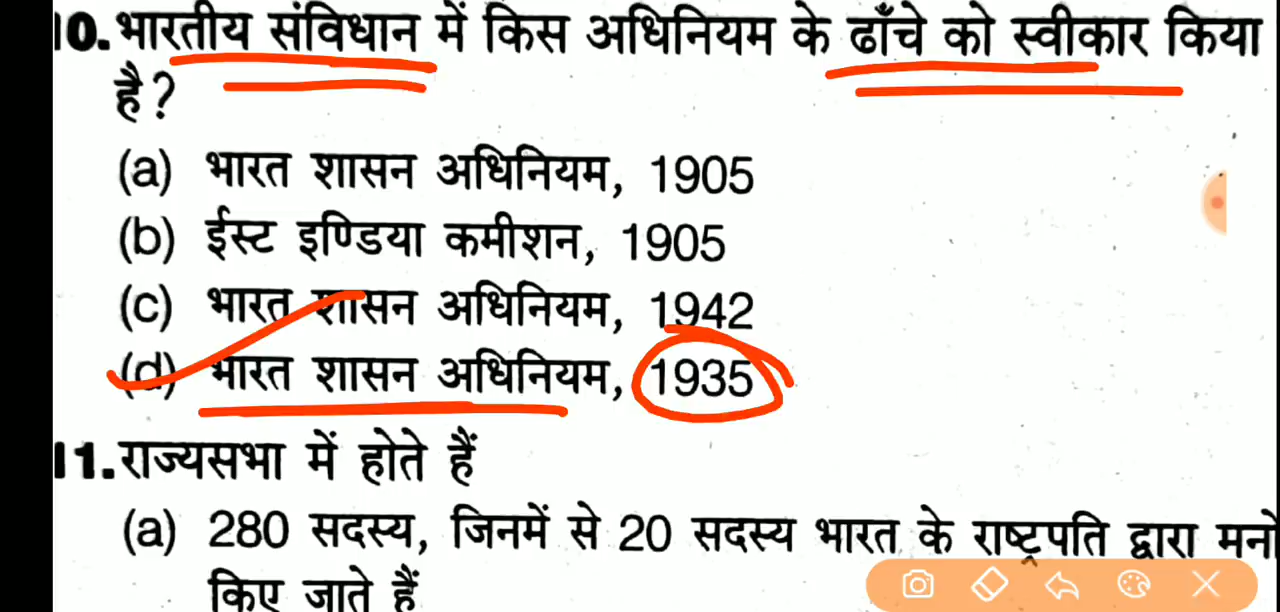 10. भारतीय संविधान में किस अधिनियम के ढाँचे को स्वीकार किया
है?
(a) भारत शासन अधिनियम, 1905
(b) ईस्ट इण्डिया कमीशन, 1905
(c) भारत शासन अधिनियम, 1942
(d) भारत शासन अधिनियम, 1935
11. राज्यसभा में होते हैं
(a) 280 सदस्य, जिनमें से 20 सदस्य भारत के राष्ट्रपति द्वारा
किए जाते हैं